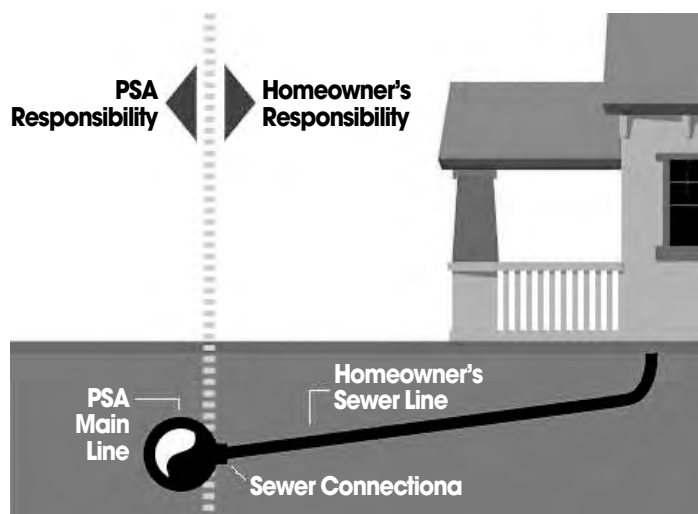 PSA
Responsibility
Homeowner's
Responsibility
PSA
Main
Line
Homeowner's
Sewer Line
Sewer Connectiona